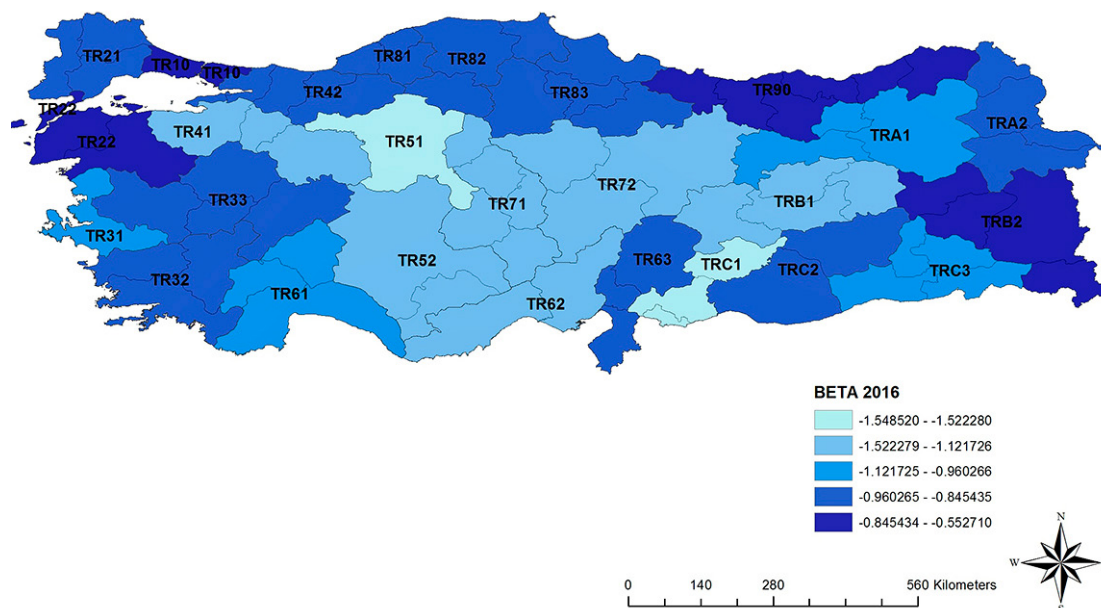 TR21
TR10
TR10
TR81
TR82
TR42
TR83
TR90
TR22
TR22
TR41
TR51
TRA1
TRA2
TR33
TR71
TR72
TRB1
TRB2
TR31
TR32
TR61
TR52
TR62
TR63
TRC1
TRC2
TRC3
BETA 2016
-1.548520 - -1.522280
-1.522279 - -1.121726
-1.121725 - -0.960266
-0.960265 - -0.845435
-0.845434 - -0.552710
N
W E
S
0 140 280 560 Kilometers